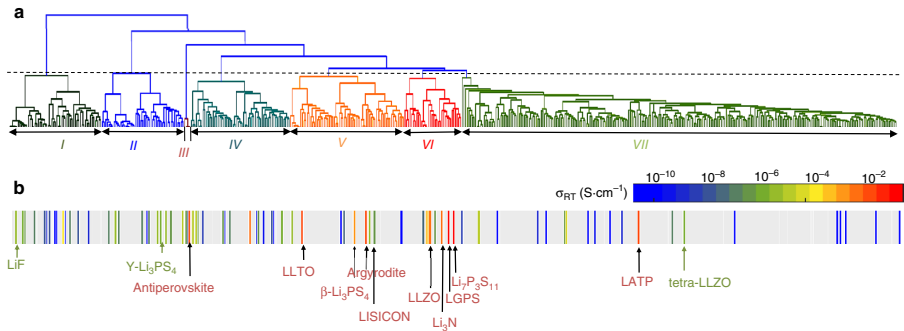 a
I II III IV V VI VII
b
σRT (S·cm⁻¹)
10⁻¹⁰ 10⁻⁸ 10⁻⁶ 10⁻⁴ 10⁻²
LiF
Υ-Li₃PS₄
Antiperovskite
LLTO
β-Li₃PS₄
Argyrodite
LISICON
LLZO
Li₃N
LGPS
Li₇P₃S₁₁
LATP
tetra-LLZO